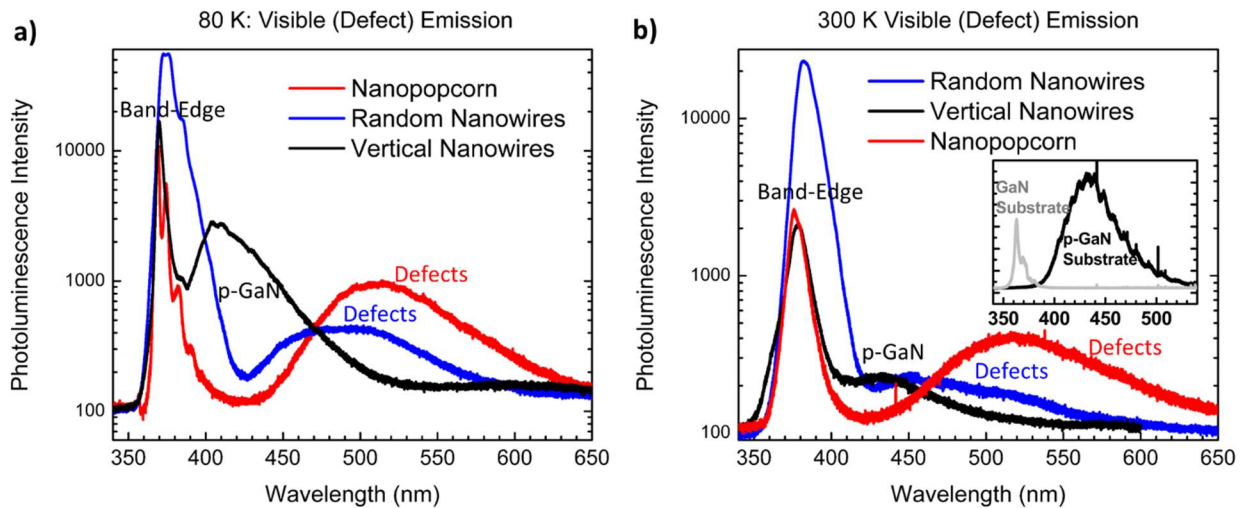 80 K: Visible (Defect) Emission
a)
Photoluminescence Intensity
10000
1000
100
Band-Edge
Nanopopcorn
Random Nanowires
Vertical Nanowires
p-GaN
Defects
Defects
350 400 450 500 550 600 650
Wavelength (nm)
300 K Visible (Defect) Emission
b)
Photoluminescence Intensity
10000
1000
100
Random Nanowires
Vertical Nanowires
Nanopopcorn
Band-Edge
GaN
Substrate
p-GaN
Substrate
350 400 450 500
p-GaN
Defects
Defects
350 400 450 500 550 600 650
Wavelength (nm)